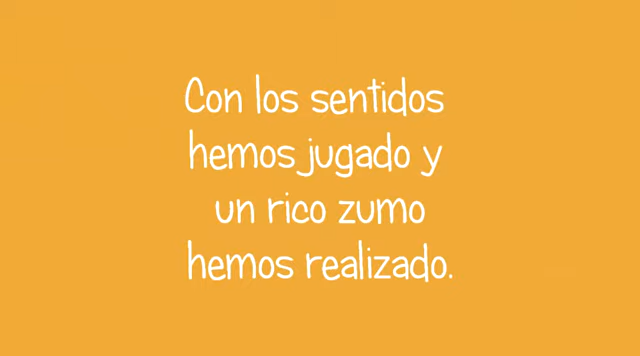 Con los sentidos
hemos jugado y
un rico zumo
hemos realizado.